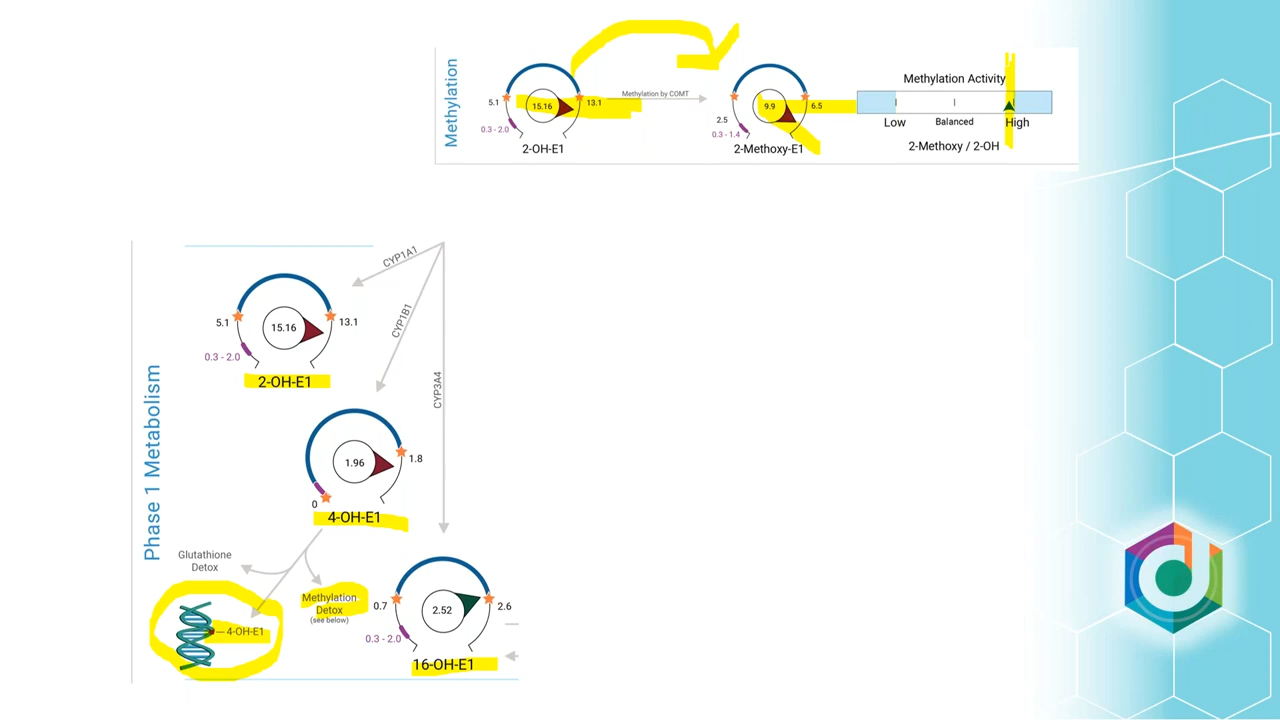 Methylation
5.1
15.16
13.1
0.3 - 2.0
2-OH-E1
Methylation by COMT
9.9
6.5
2.5
0.3 - 1.4
2-Methoxy-E1
Methylation Activity
Low
Balanced
High
2-Methoxy / 2-OH
Phase 1 Metabolism
CYP1A1
CYP1B1
CYP3A4
5.1
15.16
13.1
0.3 - 2.0
2-OH-E1
1.96
1.8
0
4-OH-E1
Glutathione
Detox
Methylation
Detox
(see below)
4-OH-E1
0.7
2.52
2.6
0.3 - 2.0
16-OH-E1